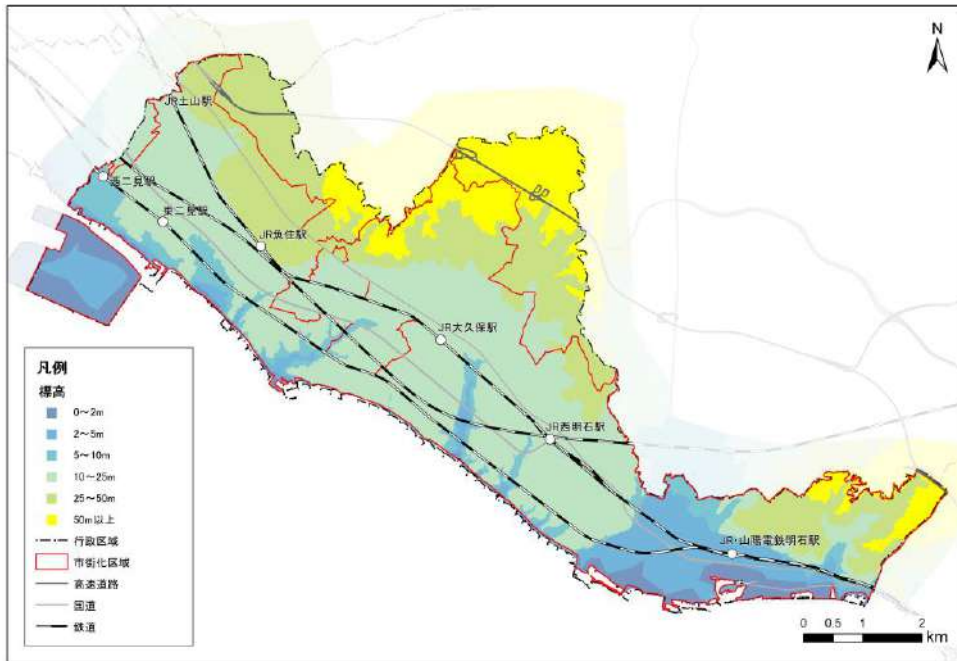 N
JR土山駅
西二見駅
東二見駅
JR魚住駅
JR大久保駅
JR西明石駅
JR・山陽電鉄明石駅
凡例
標高
0～2m
2～5m
5～10m
10～25m
25～50m
50m以上
行政区域
市街化区域
高速道路
国道
鉄道
0 0.5 1 2
km